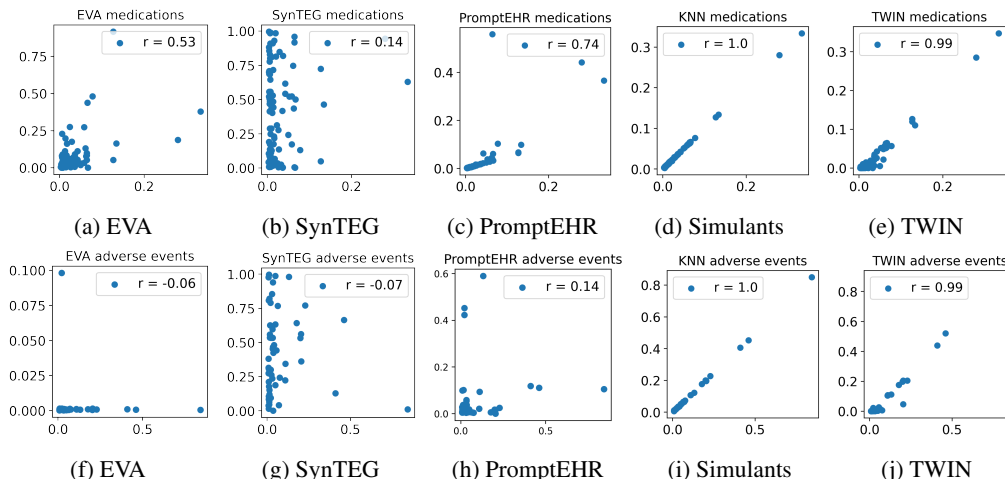 EVA medications
SynTEG medications
PromptEHR medications
KNN medications
TWIN medications
r = 0.53
r = 0.14
r = 0.74
r = 1.0
r = 0.99
0.75
0.50
0.25
0.00
0.0 0.2
1.00
0.75
0.50
0.25
0.00
0.0 0.2
0.4
0.2
0.0
0.0 0.2
0.3
0.2
0.1
0.0
0.0 0.2
0.3
0.2
0.1
0.0
0.0 0.2
(a) EVA
(b) SynTEG
(c) PromptEHR
(d) Simulants
(e) TWIN
EVA adverse events
SynTEG adverse events
PromptEHR adverse events
KNN adverse events
TWIN adverse events
r = -0.06
r = -0.07
r = 0.14
r = 1.0
r = 0.99
0.100
0.075
0.050
0.025
0.000
0.0 0.5
1.00
0.75
0.50
0.25
0.00
0.0 0.5
0.6
0.4
0.2
0.0
0.0 0.5
0.8
0.6
0.4
0.2
0.0
0.0 0.5
0.8
0.6
0.4
0.2
0.0
0.0 0.5
(f) EVA
(g) SynTEG
(h) PromptEHR
(i) Simulants
(j) TWIN